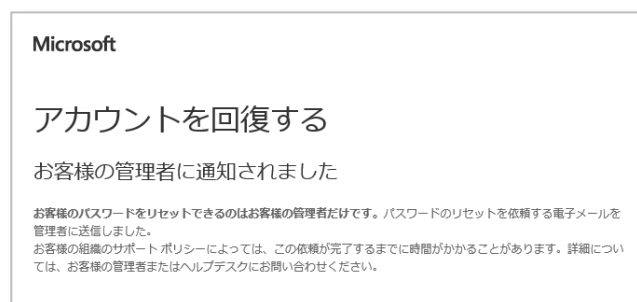 Microsoft
アカウントを回復する
お客様の管理者に通知されました
お客様のパスワードをリセットできるのはお客様の管理者だけです。パスワードのリセットを依頼する電子メールを
管理者に送信しました。
お客様の組織のサポート ポリシーによっては、この依頼が完了するまでに時間がかかることがあります。詳細につい
ては、お客様の管理者またはヘルプデスクにお問い合わせください。